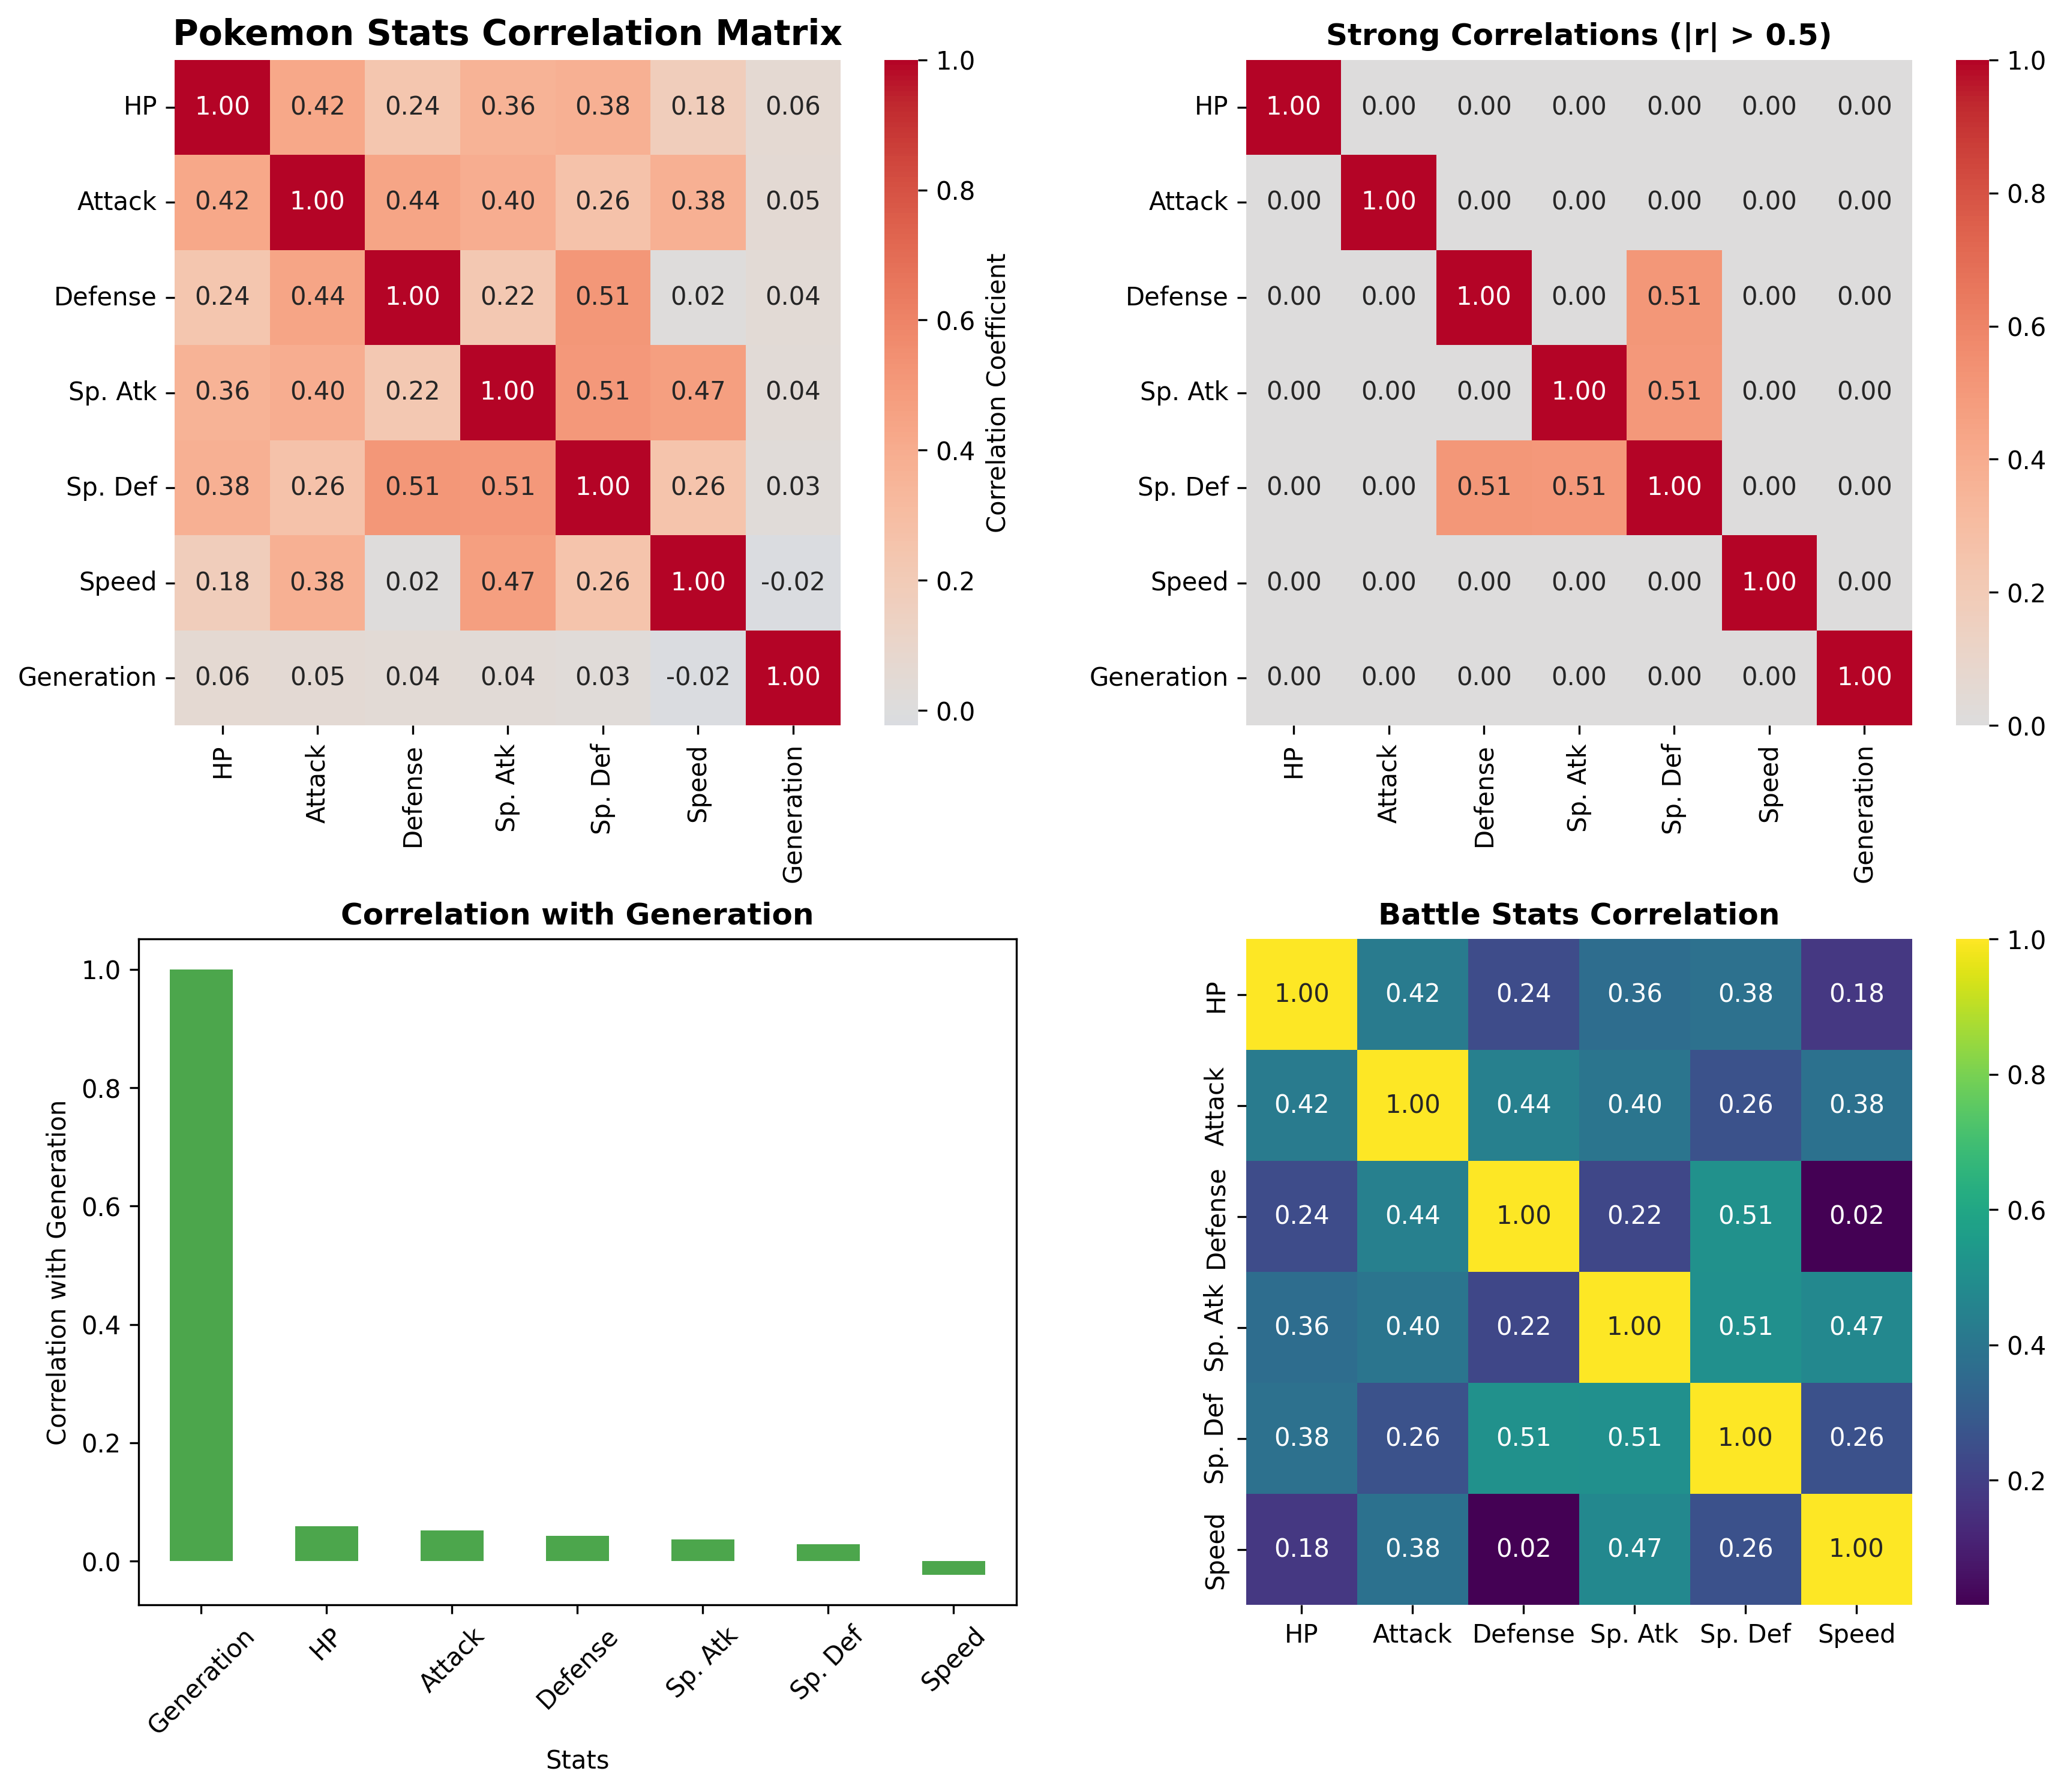 Pokemon Stats Correlation Matrix
HP 1.00 0.42 0.24 0.36 0.38 0.18 0.06
Attack 0.42 1.00 0.44 0.40 0.26 0.38 0.05
Defense 0.24 0.44 1.00 0.22 0.51 0.02 0.04
Sp. Atk 0.36 0.40 0.22 1.00 0.51 0.47 0.04
Sp. Def 0.38 0.26 0.51 0.51 1.00 0.26 0.03
Speed 0.18 0.38 0.02 0.47 0.26 1.00 -0.02
Generation 0.06 0.05 0.04 0.04 0.03 -0.02 1.00
HP Attack Defense Sp. Atk Sp. Def Speed Generation
1.0
0.8
0.6
0.4
0.2
0.0
Correlation Coefficient
Strong Correlations (|r| > 0.5)
HP 1.00 0.00 0.00 0.00 0.00 0.00 0.00
Attack 0.00 1.00 0.00 0.00 0.00 0.00 0.00
Defense 0.00 0.00 1.00 0.00 0.51 0.00 0.00
Sp. Atk 0.00 0.00 0.00 1.00 0.51 0.00 0.00
Sp. Def 0.00 0.00 0.51 0.51 1.00 0.00 0.00
Speed 0.00 0.00 0.00 0.00 0.00 1.00 0.00
Generation 0.00 0.00 0.00 0.00 0.00 0.00 1.00
HP Attack Defense Sp. Atk Sp. Def Speed Generation
1.0
0.8
0.6
0.4
0.2
0.0
Correlation with Generation
Correlation with Generation
1.0
0.8
0.6
0.4
0.2
0.0
Generation HP Attack Defense Sp. Atk Sp. Def Speed
Stats
Battle Stats Correlation
HP 1.00 0.42 0.24 0.36 0.38 0.18
Attack 0.42 1.00 0.44 0.40 0.26 0.38
Defense 0.24 0.44 1.00 0.22 0.51 0.02
Sp. Atk 0.36 0.40 0.22 1.00 0.51 0.47
Sp. Def 0.38 0.26 0.51 0.51 1.00 0.26
Speed 0.18 0.38 0.02 0.47 0.26 1.00
HP Attack Defense Sp. Atk Sp. Def Speed
1.0
0.8
0.6
0.4
0.2